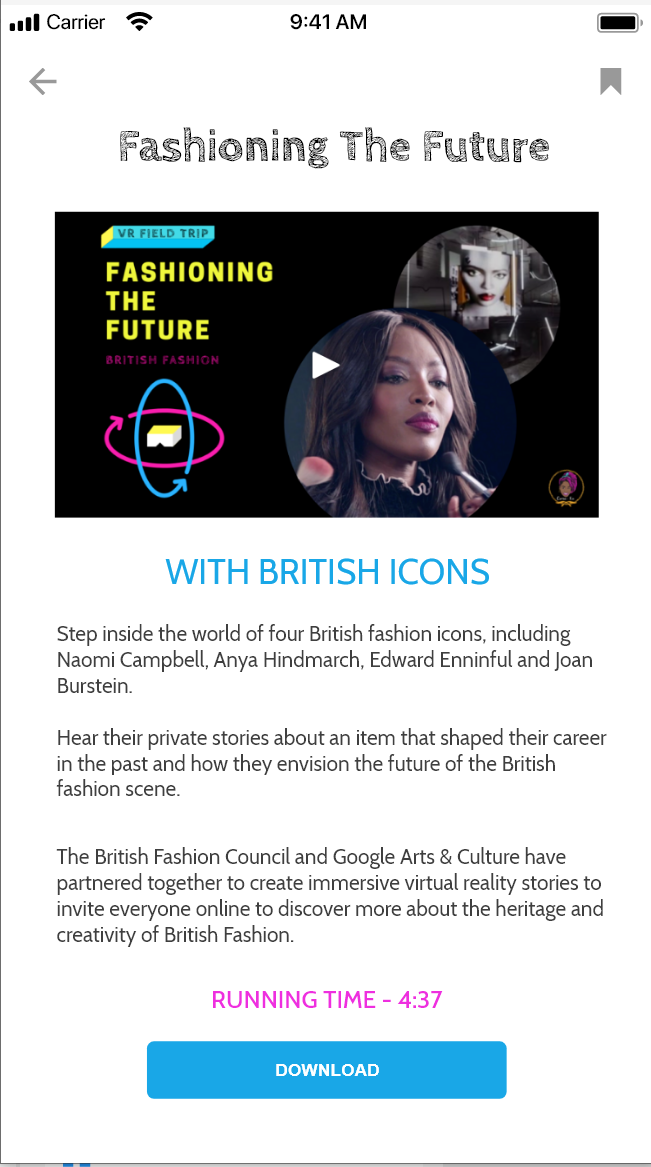 Carrier
9:41 AM
Fashioning The Future
VR FIELD TRIP
FASHIONING
THE
FUTURE
BRITISH FASHION
WITH BRITISH ICONS
Step inside the world of four British fashion icons, including
Naomi Campbell, Anya Hindmarch, Edward Enninful and Joan
Burstein.
Hear their private stories about an item that shaped their career
in the past and how they envision the future of the British
fashion scene.
The British Fashion Council and Google Arts & Culture have
partnered together to create immersive virtual reality stories to
invite everyone online to discover more about the heritage and
creativity of British Fashion.
RUNNING TIME - 4:37
DOWNLOAD